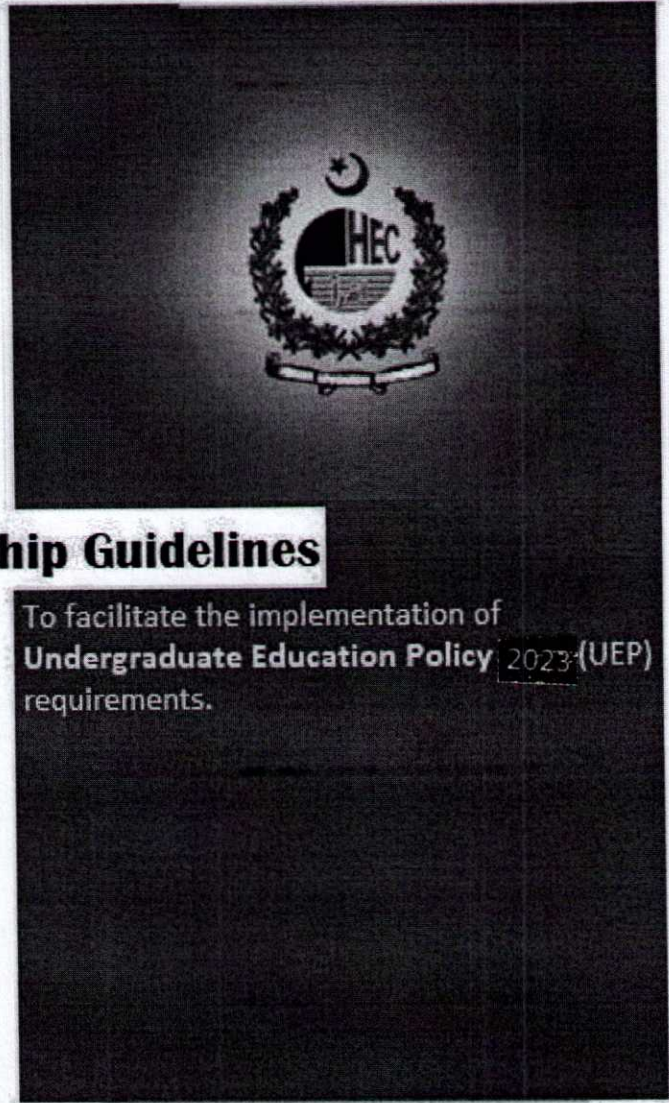 HEC
hip Guidelines
To facilitate the implementation of
Undergraduate Education Policy 2023 (UEP)
requirements.